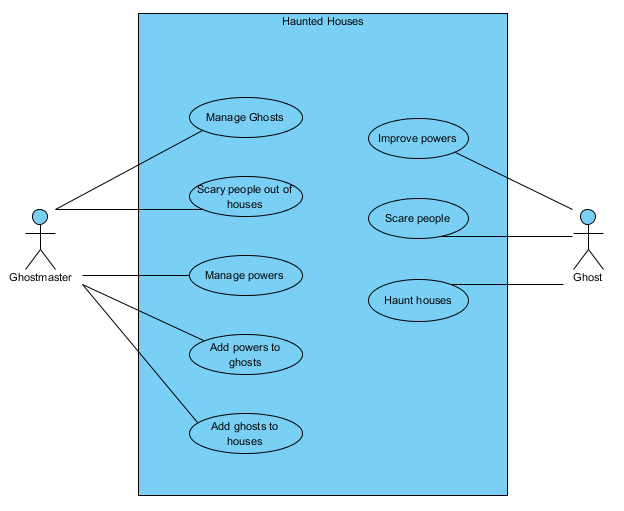 Haunted Houses
Manage Ghosts
Improve powers
Scary people out of
houses
Scare people
Ghostmaster
Manage powers
Ghost
Haunt houses
Add powers to
ghosts
Add ghosts to
houses